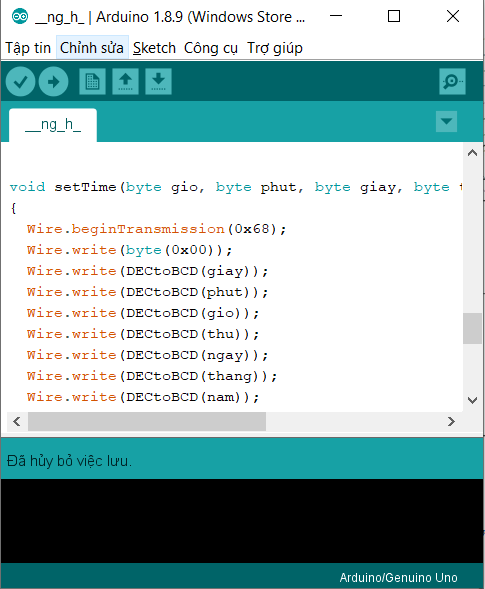 __ng_h_ | Arduino 1.8.9 (Windows Store ...
Tập tin Chỉnh sửa Sketch Công cụ Trợ giúp
__ng_h_
void setTime(byte gio, byte phut, byte giay, byte t
{
Wire.beginTransmission(0x68);
Wire.write(byte(0x00));
Wire.write(DECtoBCD(giay));
Wire.write(DECtoBCD(phut));
Wire.write(DECtoBCD(gio));
Wire.write(DECtoBCD(thu));
Wire.write(DECtoBCD(ngay));
Wire.write(DECtoBCD(thang));
Wire.write(DECtoBCD(nam));
Đã hủy bỏ việc lưu.
Arduino/Genuino Uno